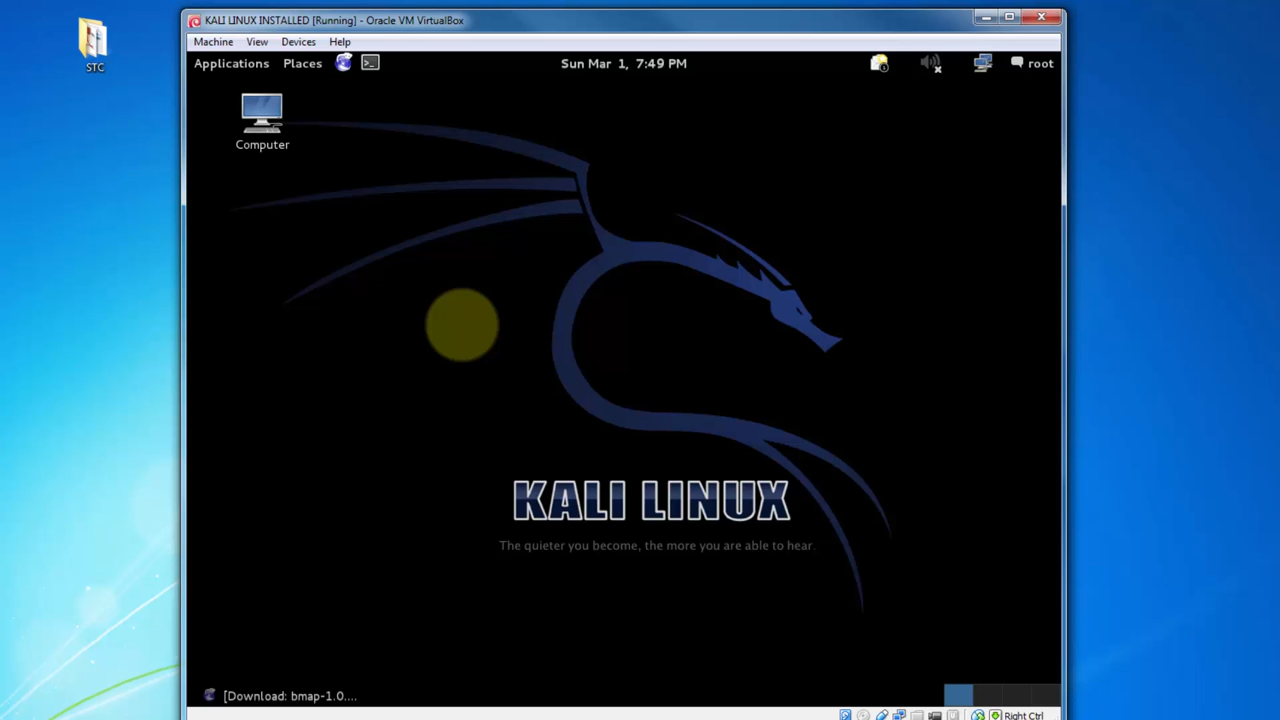 KALI LINUX INSTALLED [Running] - Oracle VM VirtualBox
STC
Machine View Devices Help
Applications Places Sun Mar 1, 7:49 PM root
Computer
KALI LINUX
The quieter you become, the more you are able to hear.
[Download: bmap-1.0....
Right Ctrl